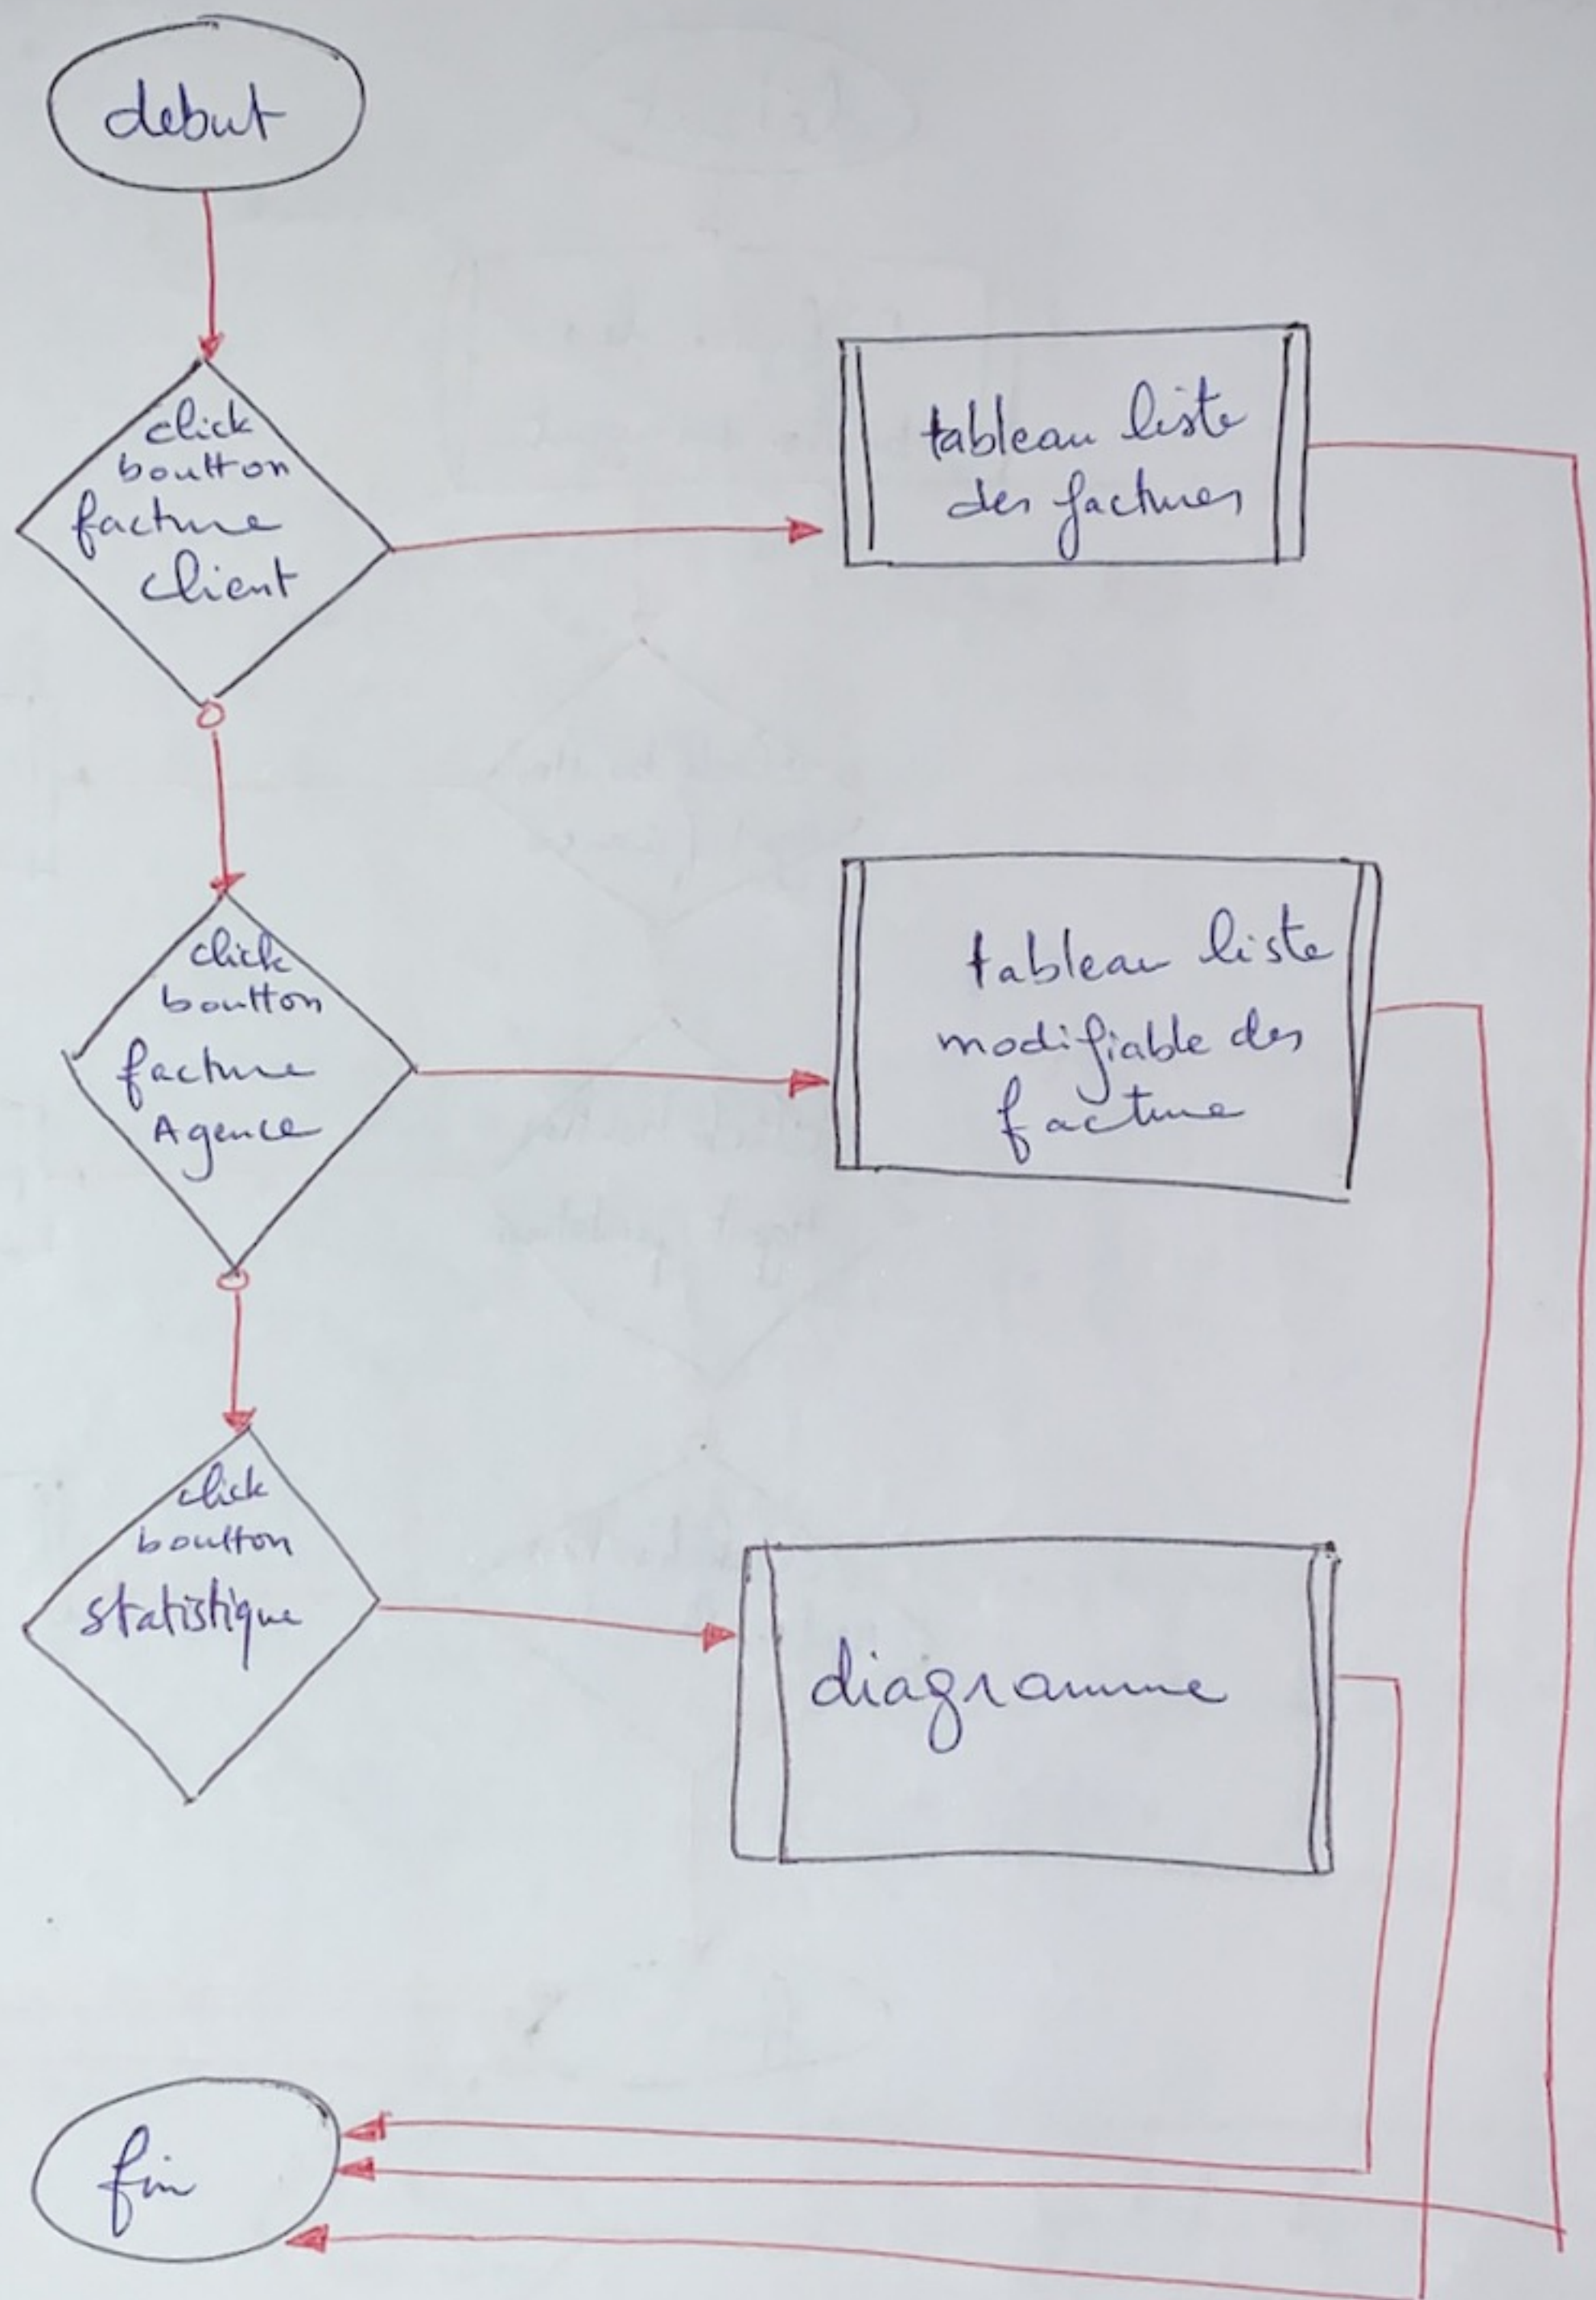 debut
click
boutton
facture
client
tableau liste
des factures
click
boutton
facture
Agence
tableau liste
modifiable des
facture
click
boutton
statistique
diagramme
fin